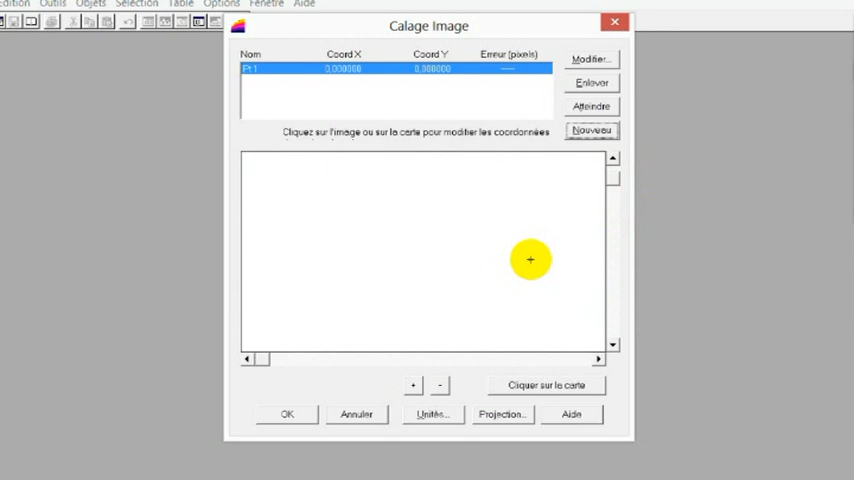 Edition Outils Objets Sélection Table Options Fenêtre Aide
Calage Image
Nom Coord X Coord Y Erreur (pixels)
Pt 1 0,000000 0,000000 -----
Modifier...
Enlever
Atteindre
Nouveau
Cliquez sur l'image ou sur la carte pour modifier les coordonnées
+ - Cliquer sur la carte
OK Annuler Unités... Projection... Aide